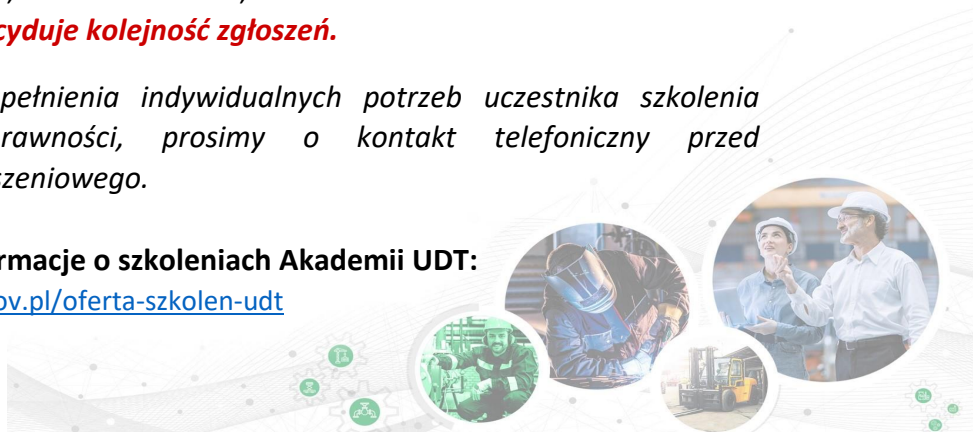 cyduje kolejność zgłoszeń.
pełnienia indywidualnych potrzeb uczestnika szkolenia
rawności, prosimy o kontakt telefoniczny przed
szeniowego.
rmacje o szkoleniach Akademii UDT:
ov.pl/oferta-szkolen-udt